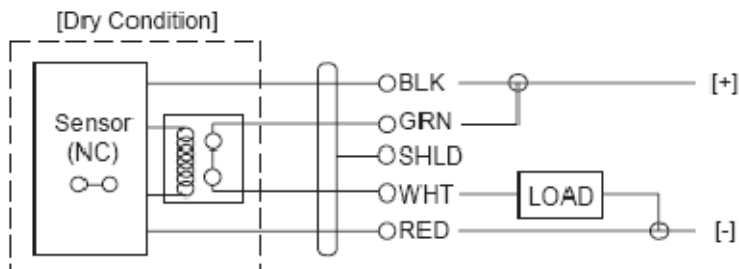 [Dry Condition]
BLK
[+]
GRN
Sensor
(NC)
SHLD
WHT
LOAD
RED
[-]